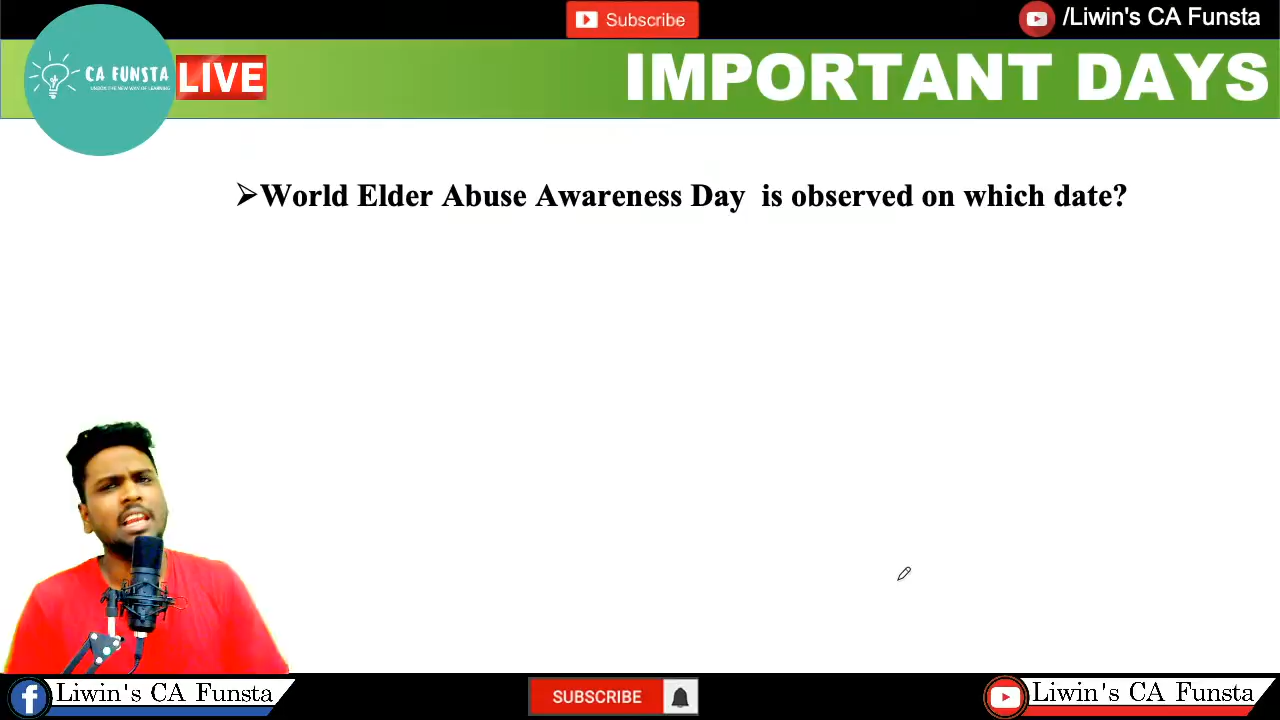 Subscribe
/Liwin's CA Funsta
CA FUNSTA
LIVE
IMPORTANT DAYS
World Elder Abuse Awareness Day is observed on which date?
Liwin's CA Funsta
SUBSCRIBE
Liwin's CA Funsta